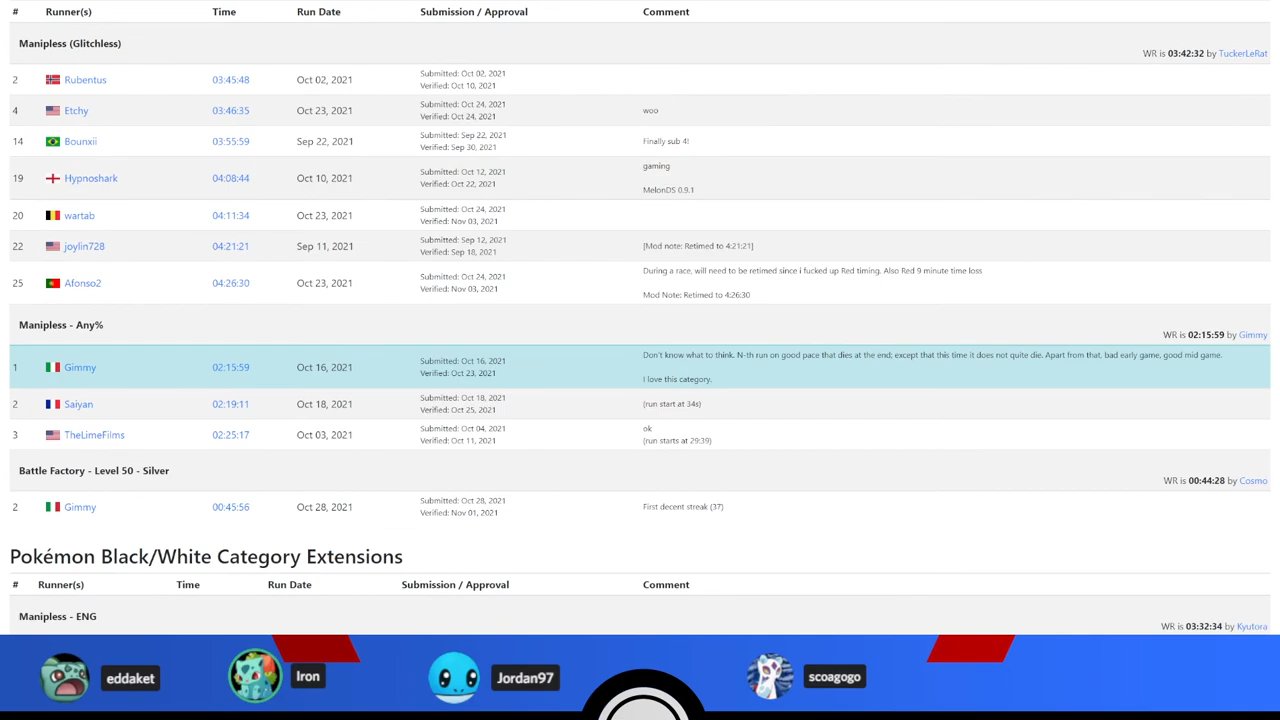 # Runner(s) Time Run Date Submission / Approval Comment
Manipless (Glitchless)
WR is 03:42:32 by TuckerLeRat
2 Rubentus 03:45:48 Oct 02, 2021 Submitted: Oct 02, 2021
Verified: Oct 10, 2021
4 Etchy 03:46:35 Oct 23, 2021 Submitted: Oct 24, 2021 woo
Verified: Oct 24, 2021
14 Bounxii 03:55:59 Sep 22, 2021 Submitted: Sep 22, 2021 Finally sub 4!
Verified: Sep 30, 2021
gaming
19 Hypnoshark 04:08:44 Oct 10, 2021 Submitted: Oct 12, 2021
Verified: Oct 22, 2021
MelonDS 0.9.1
20 wartab 04:11:34 Oct 23, 2021 Submitted: Oct 24, 2021
Verified: Nov 03, 2021
22 joylin728 04:21:21 Sep 11, 2021 Submitted: Sep 12, 2021 [Mod note: Retimed to 4:21:21]
Verified: Sep 18, 2021
During a race, will need to be retimed since i fucked up Red timing. Also Red 9 minute time loss
25 Afonso2 04:26:30 Oct 23, 2021 Submitted: Oct 24, 2021
Verified: Nov 03, 2021
Mod Note: Retimed to 4:26:30
Manipless - Any%
WR is 02:15:59 by Gimmy
Don't know what to think. N-th run on good pace that dies at the end; except that this time it does not quite die. Apart from that, bad early game, good mid game.
1 Gimmy 02:15:59 Oct 16, 2021 Submitted: Oct 16, 2021
Verified: Oct 23, 2021
I love this category.
2 Saiyan 02:19:11 Oct 18, 2021 Submitted: Oct 18, 2021 (run start at 34s)
Verified: Oct 25, 2021
3 TheLimeFilms 02:25:17 Oct 03, 2021 Submitted: Oct 04, 2021 ok
Verified: Oct 11, 2021 (run starts at 29:39)
Battle Factory - Level 50 - Silver
WR is 00:44:28 by Cosmo
2 Gimmy 00:45:56 Oct 28, 2021 Submitted: Oct 28, 2021 First decent streak (37)
Verified: Nov 01, 2021
Pokémon Black/White Category Extensions
# Runner(s) Time Run Date Submission / Approval Comment
Manipless - ENG
WR is 03:32:34 by Kyutora
eddaket Iron Jordan97 scoagogo